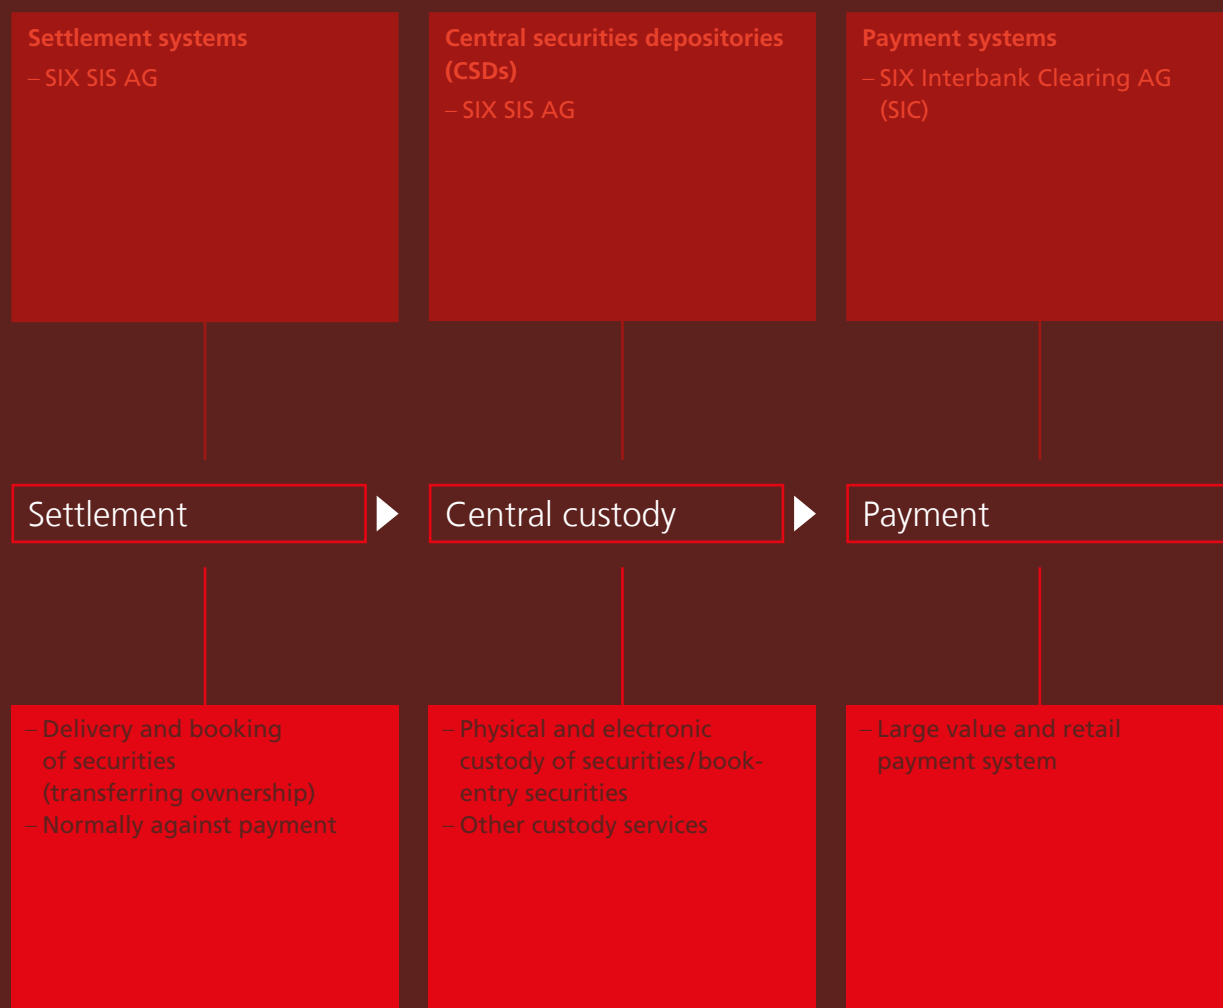 Settlement systems
– SIX SIS AG
Central securities depositories
(CSDs)
– SIX SIS AG
Payment systems
– SIX Interbank Clearing AG
(SIC)
Settlement
Central custody
Payment
– Delivery and booking
of securities
(transferring ownership)
– Normally against payment
– Physical and electronic
custody of securities/book-
entry securities
– Other custody services
– Large value and retail
payment system